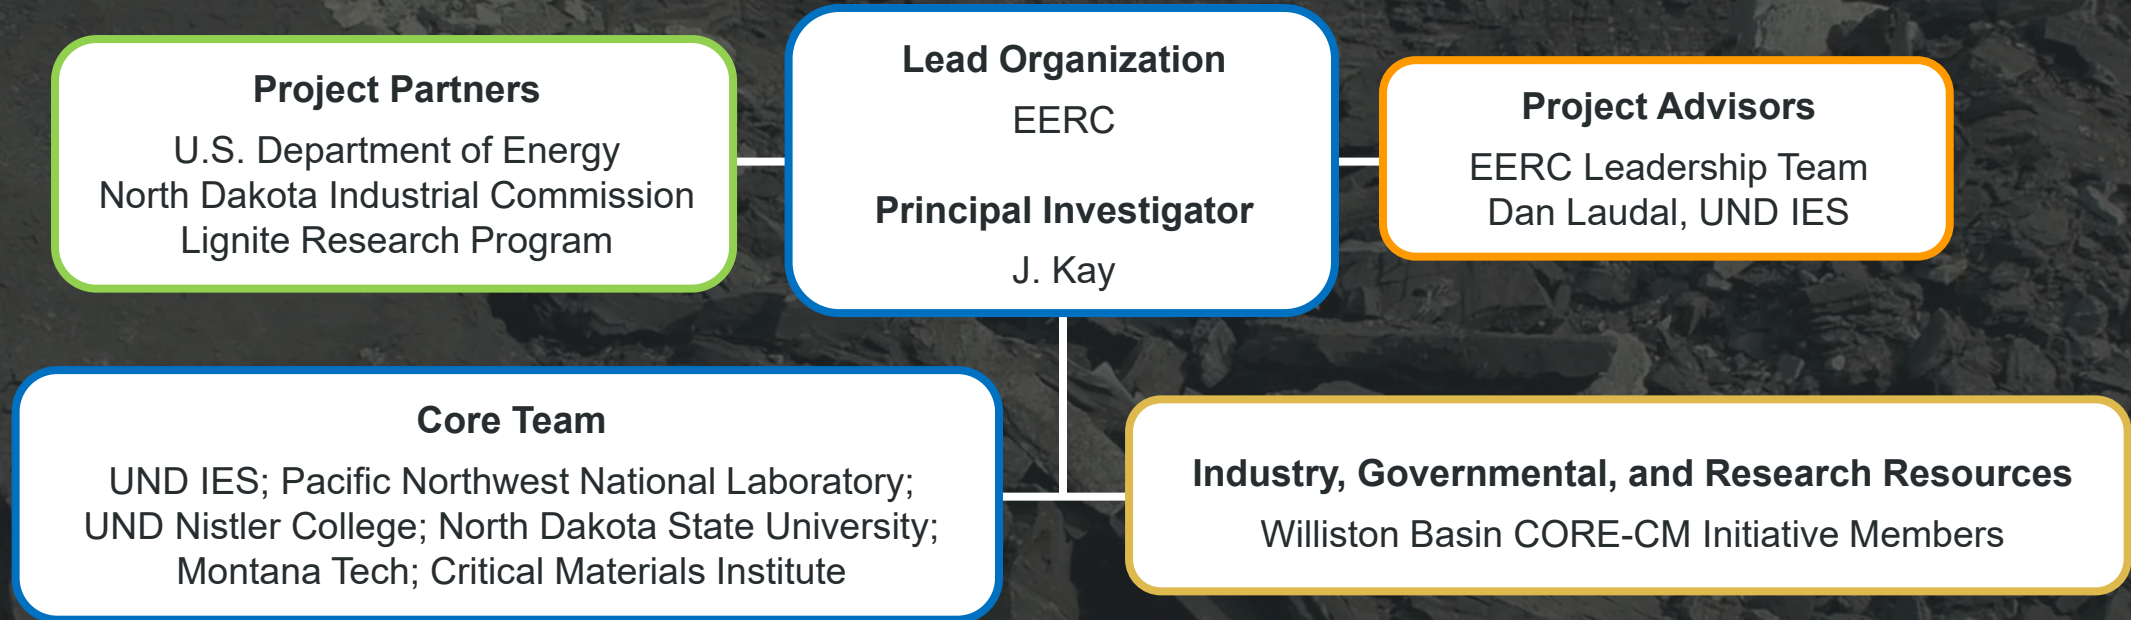 Project Partners
U.S. Department of Energy
North Dakota Industrial Commission
Lignite Research Program
Lead Organization
EERC
Principal Investigator
J. Kay
Project Advisors
EERC Leadership Team
Dan Laudal, UND IES
Core Team
UND IES; Pacific Northwest National Laboratory;
UND Nistler College; North Dakota State University;
Montana Tech; Critical Materials Institute
Industry, Governmental, and Research Resources
Williston Basin CORE-CM Initiative Members